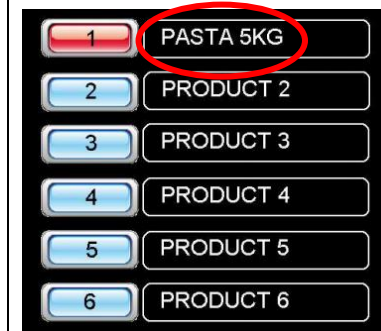 1 PASTA 5KG
2 PRODUCT 2
3 PRODUCT 3
4 PRODUCT 4
5 PRODUCT 5
6 PRODUCT 6